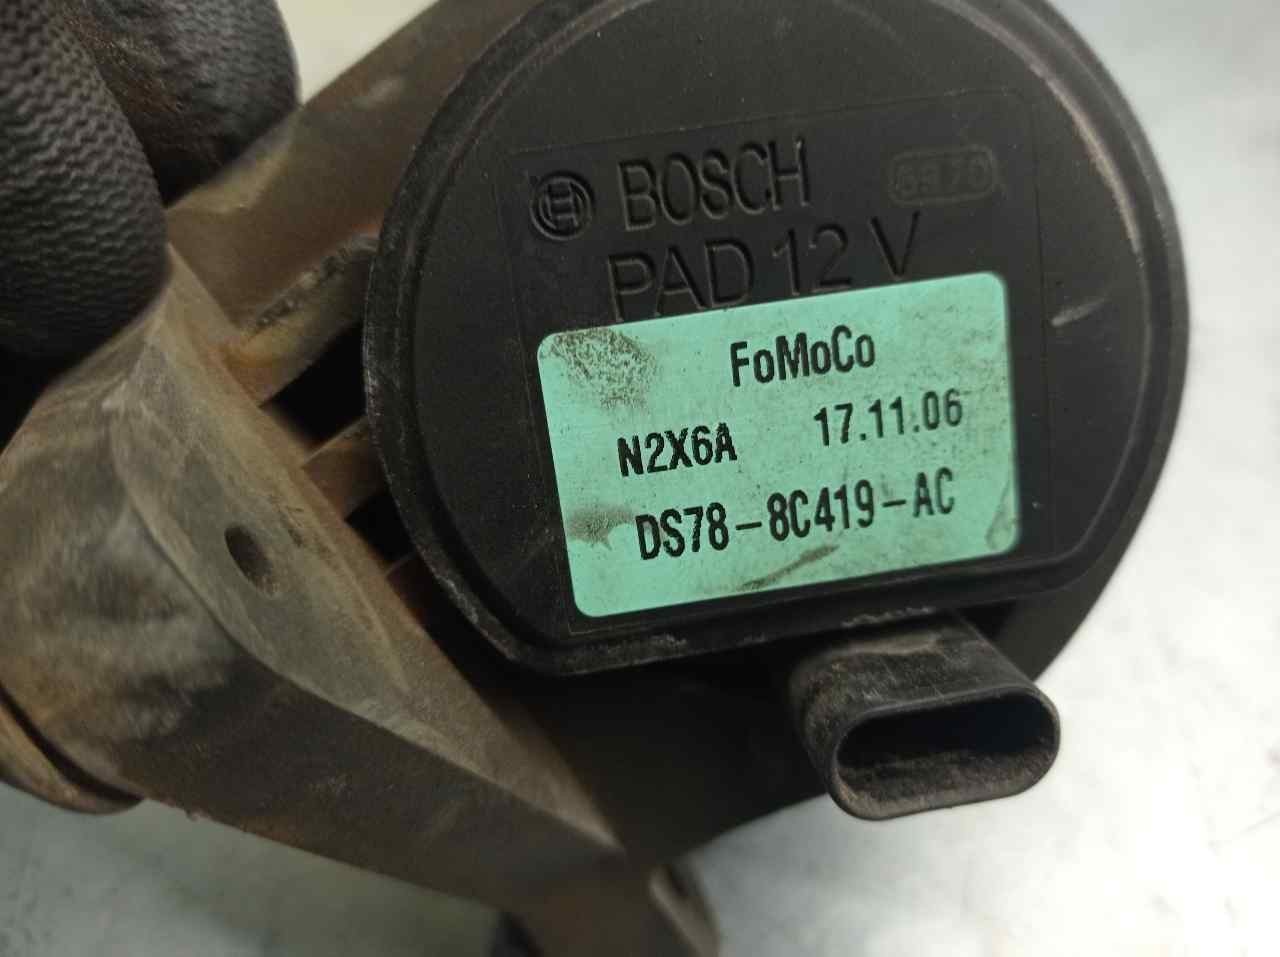 BOSCH
PAD 12 V
FoMoCo
N2X6A 17.11.06
DS78-8C419-AC